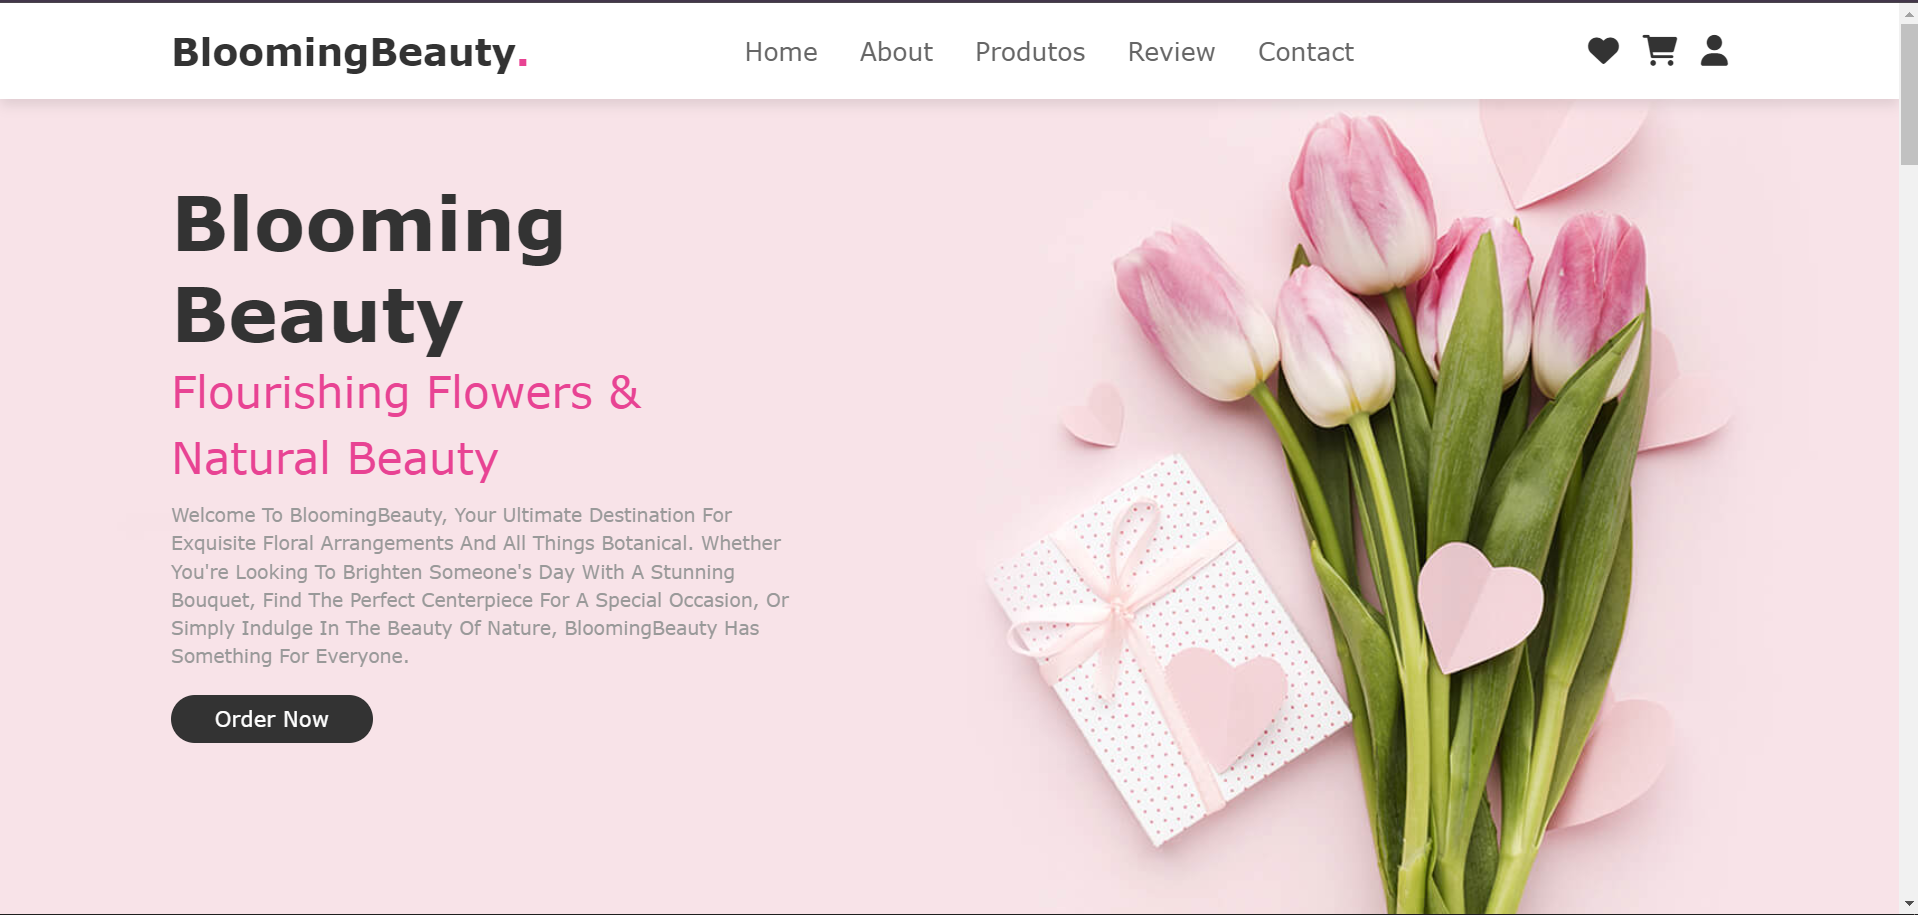 BloomingBeauty.
Home About Produtos Review Contact
Blooming
Beauty
Flourishing Flowers &
Natural Beauty
Welcome To BloomingBeauty, Your Ultimate Destination For
Exquisite Floral Arrangements And All Things Botanical. Whether
You're Looking To Brighten Someone's Day With A Stunning
Bouquet, Find The Perfect Centerpiece For A Special Occasion, Or
Simply Indulge In The Beauty Of Nature, BloomingBeauty Has
Something For Everyone.
Order Now